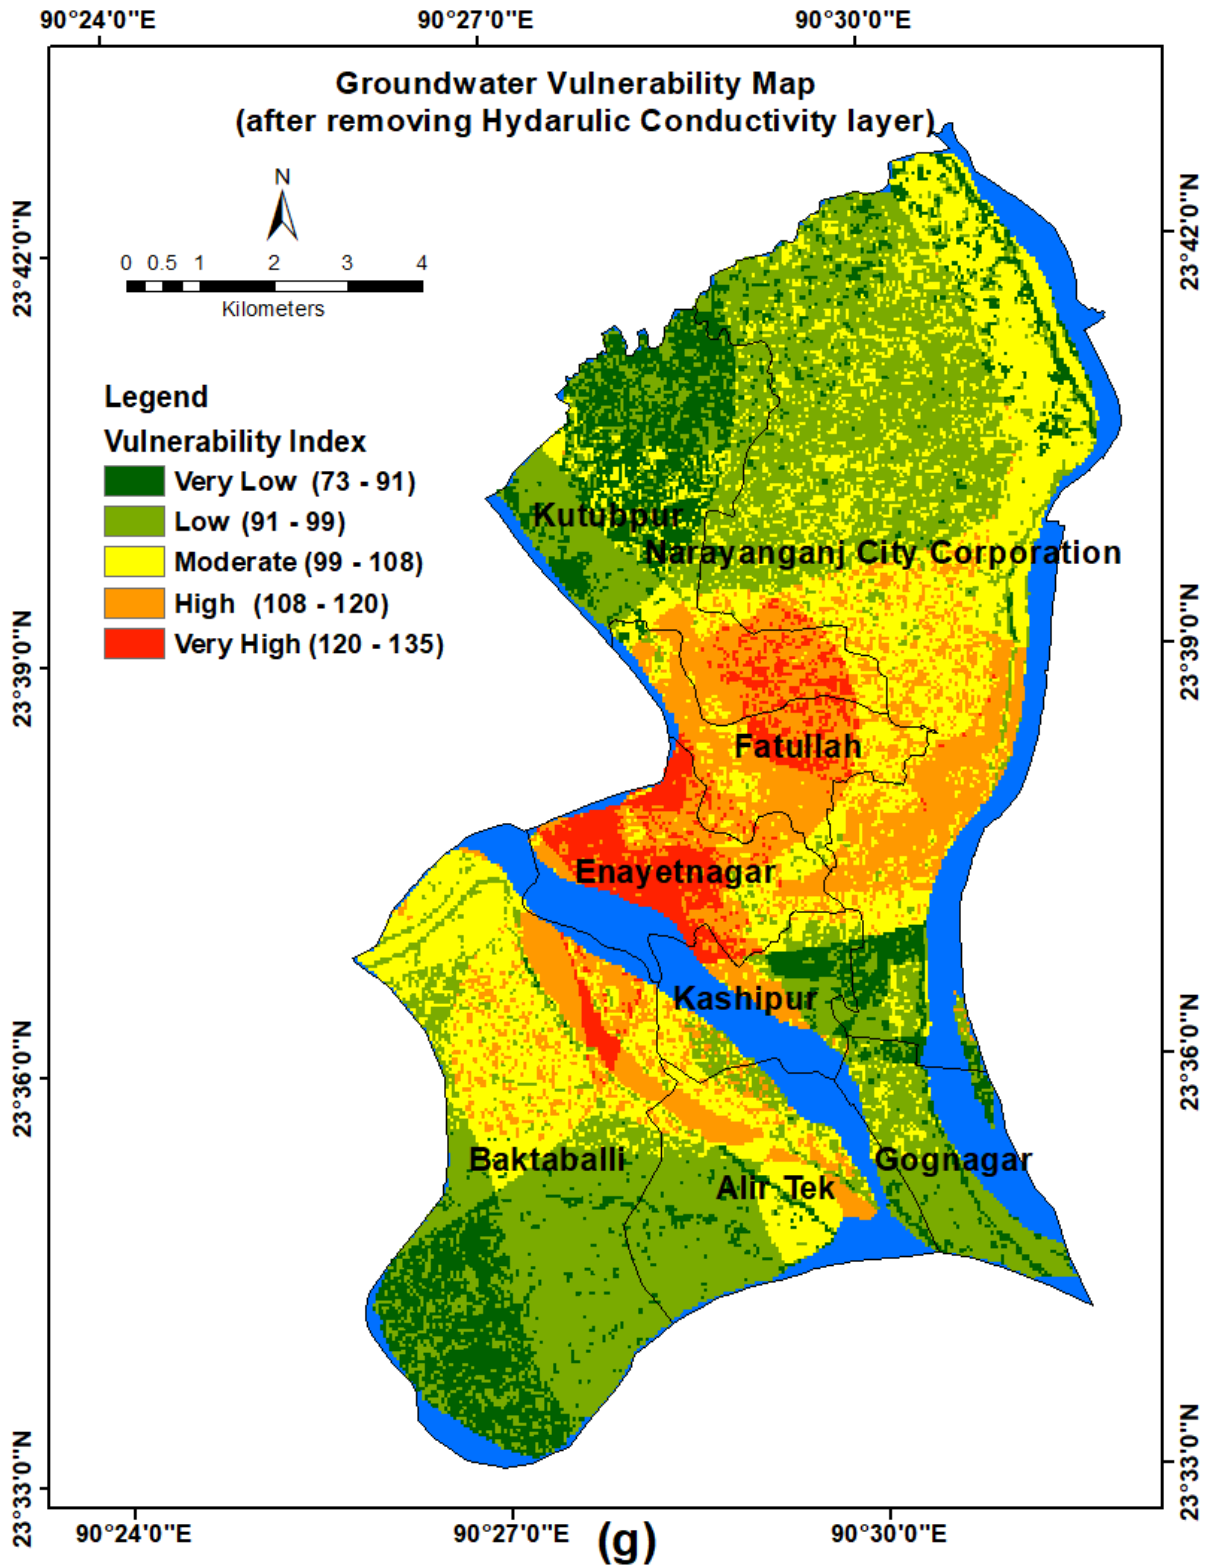 90°24'0"E 90°27'0"E 90°30'0"E
Groundwater Vulnerability Map
(after removing Hydarulic Conductivity layer)
N
0 0.5 1 2 3 4
Kilometers
23°42'0"N
23°42'0"N
Legend
Vulnerability Index
Very Low (73 - 91)
Low (91 - 99)
Moderate (99 - 108)
High (108 - 120)
Very High (120 - 135)
Kutubpur
Narayanganj City Corporation
23°39'0"N
23°39'0"N
Fatullah
Enayetnagar
Kashipur
23°36'0"N
23°36'0"N
Baktaballi
Gognagar
Alir Tek
23°33'0"N
23°33'0"N
90°24'0"E 90°27'0"E 90°30'0"E
(g)